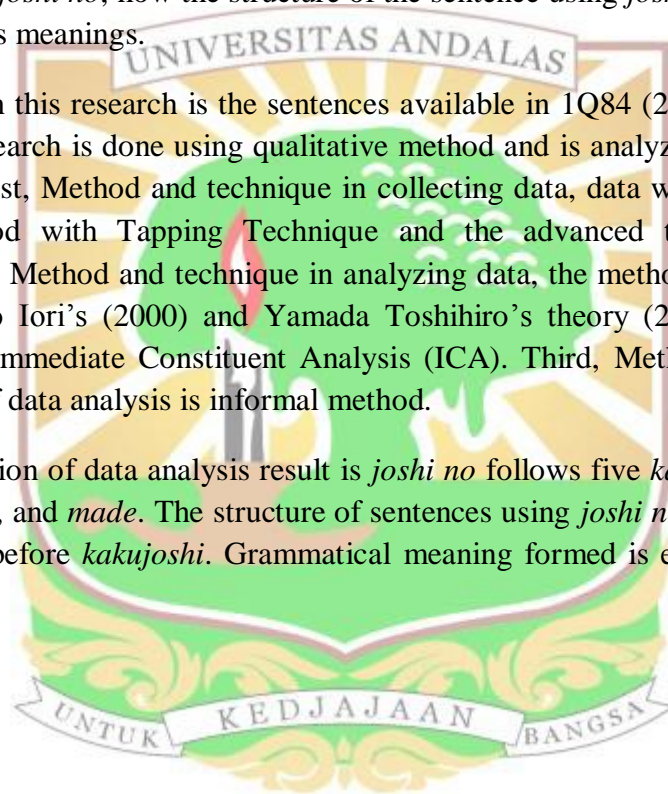 joshi no, how the structure of the sentence using jos
s meanings.
UNIVERSITAS ANDALAS
n this research is the sentences available in 1Q84 (2
earch is done using qualitative method and is analyz
st, Method and technique in collecting data, data w
od with Tapping Technique and the advanced t
Method and technique in analyzing data, the metho
o Iori's (2000) and Yamada Toshihiro's theory (2
mmediate Constituent Analysis (ICA). Third, Meth
f data analysis is informal method.
ion of data analysis result is joshi no follows five k
, and made. The structure of sentences using joshi n
before kakujoshi. Grammatical meaning formed is e
UNTUK KEDJAJAAN BANGSA